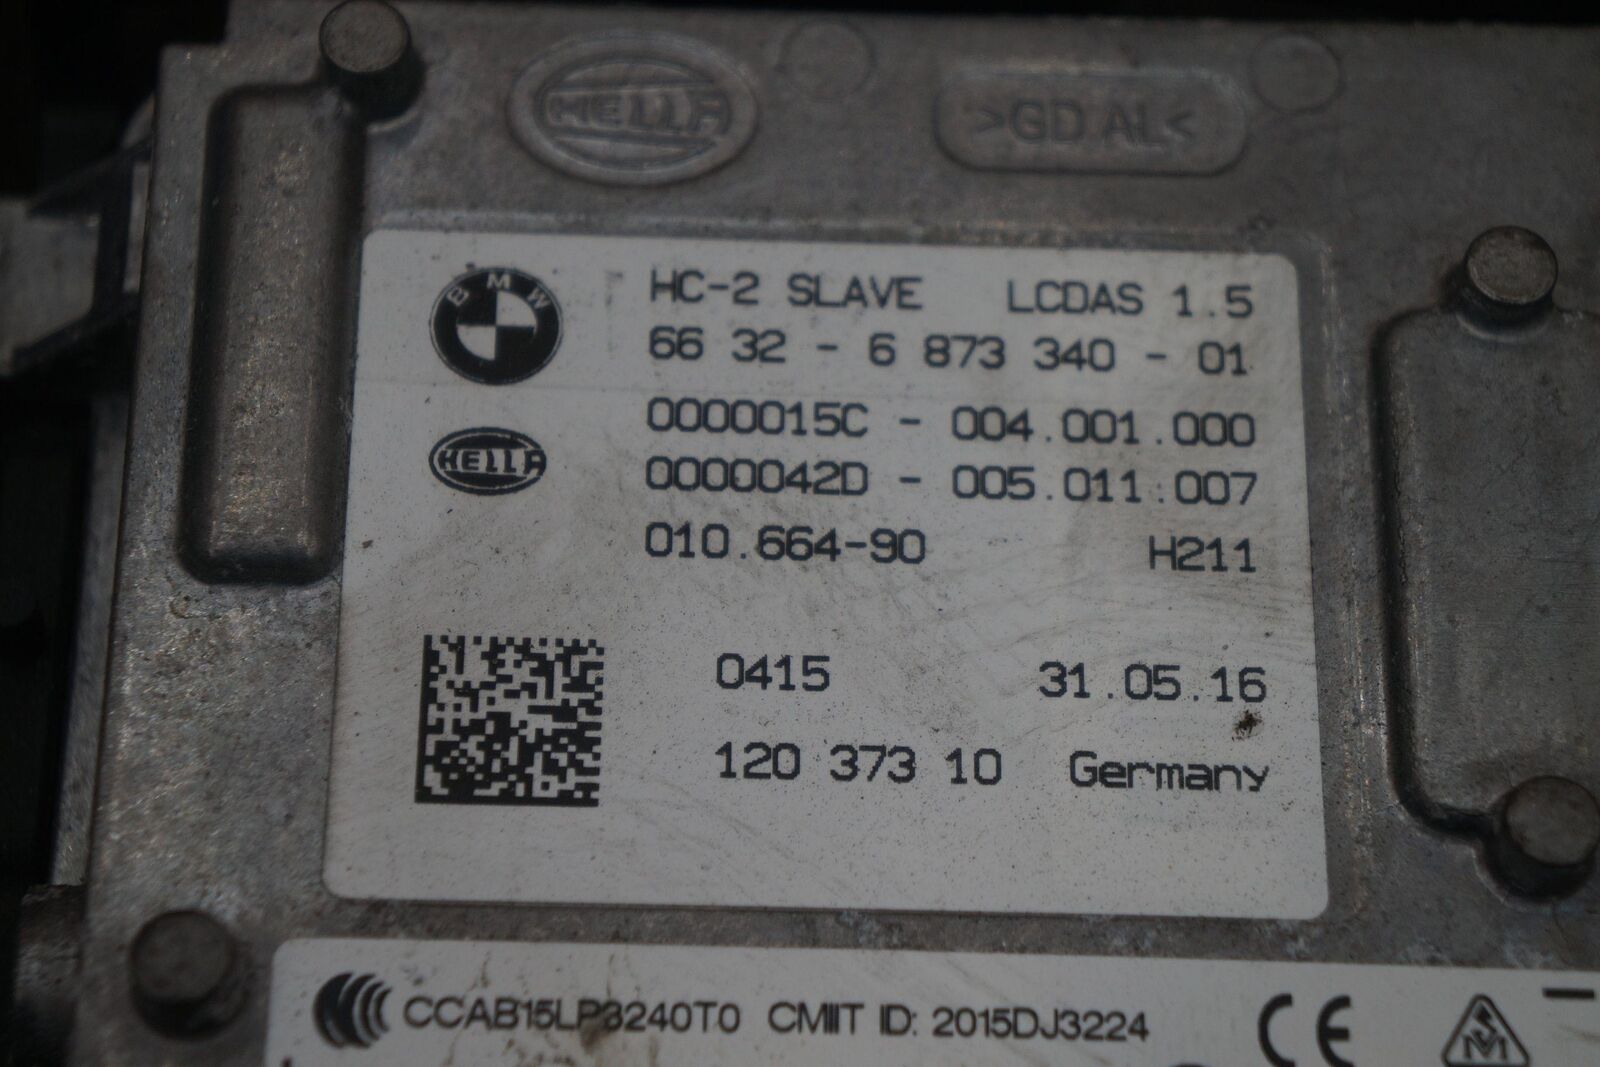 HELLA
>GD AL<
BMW
HC-2 SLAVE LCDAS 1.5
66 32 - 6 873 340 - 01
0000015C - 004.001.000
HELLA
0000042D - 005.011.007
010.664-90 H211
0415 31.05.16
120 373 10 Germany
CCAB15LP3240T0 CMIIT ID: 2015DJ3224 CE